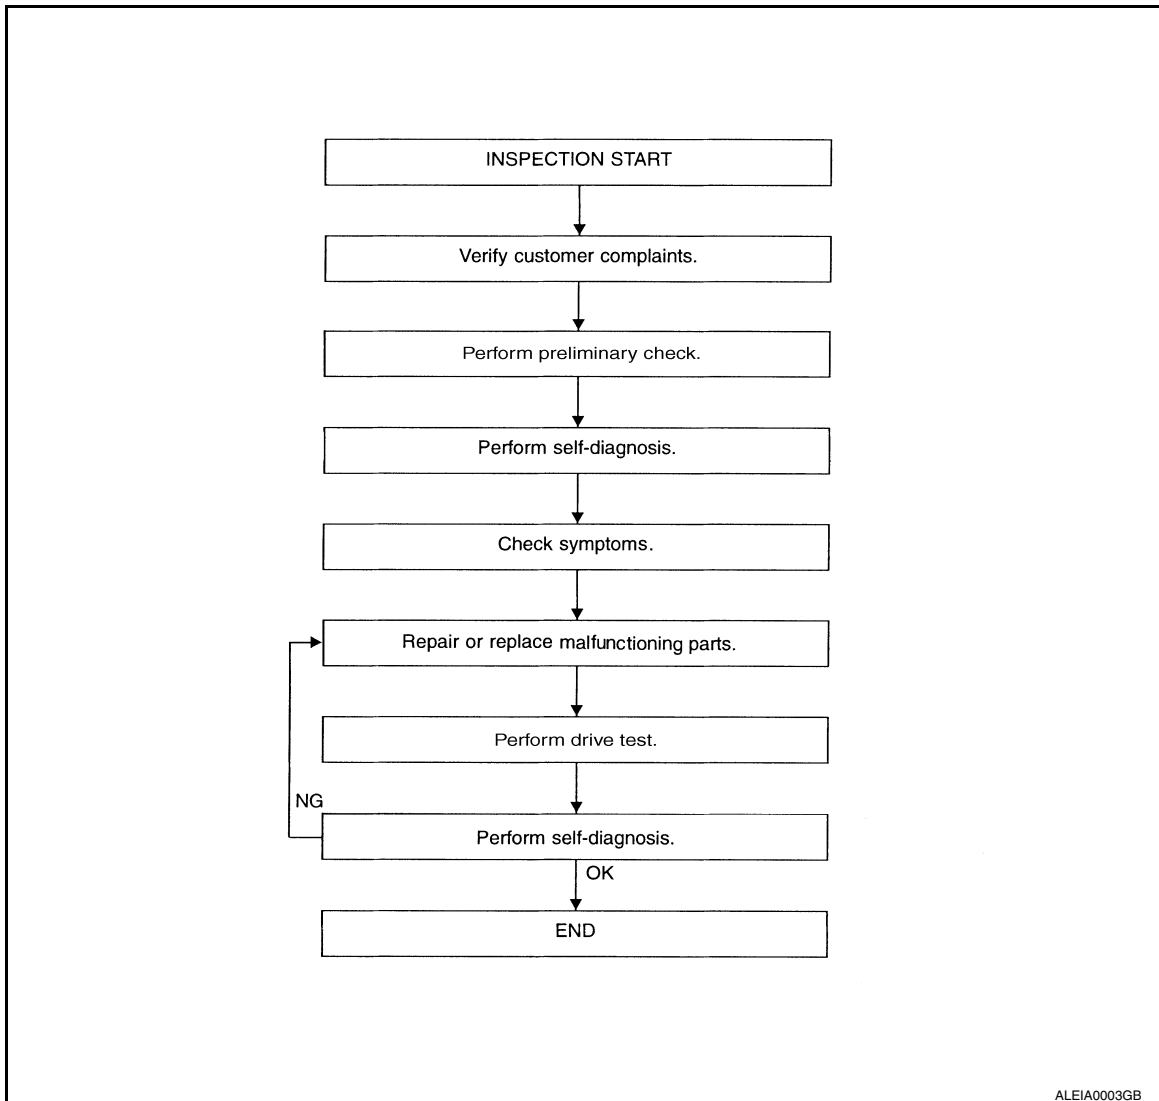 INSPECTION START
Verify customer complaints.
Perform preliminary check.
Perform self-diagnosis.
Check symptoms.
Repair or replace malfunctioning parts.
Perform drive test.
NG
Perform self-diagnosis.
OK
END
ALEIA0003GB